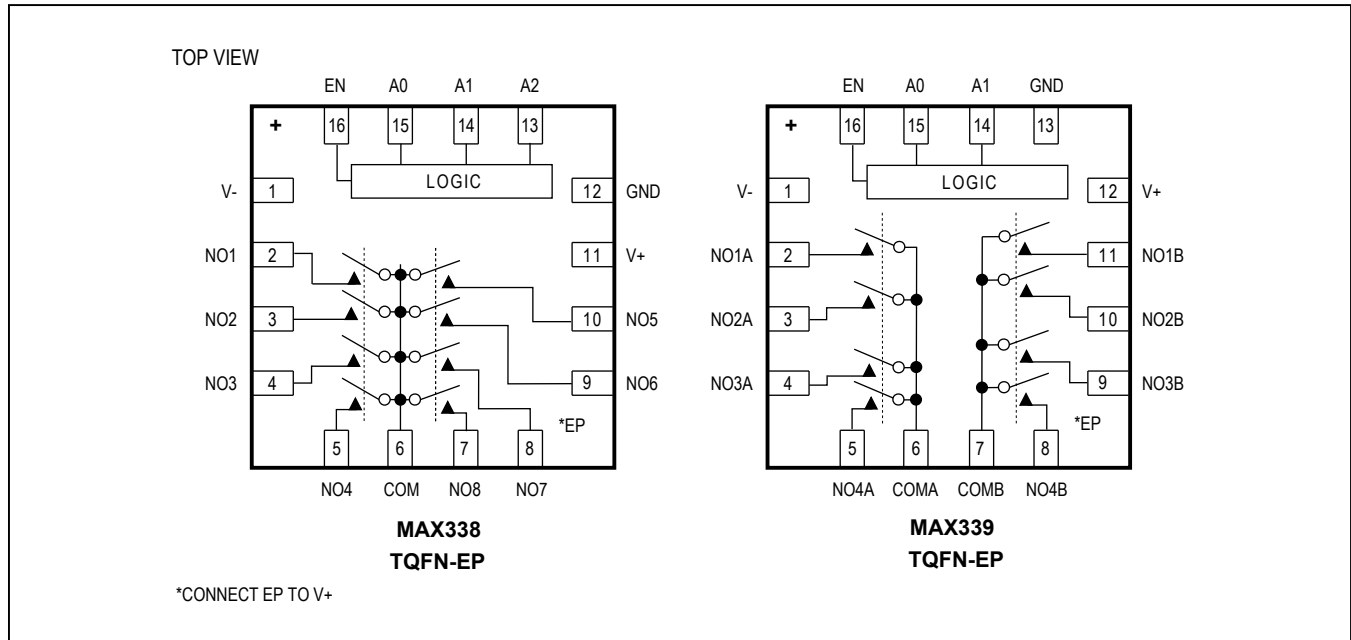 TOP VIEW
EN A0 A1 A2
+ 16 15 14 13
LOGIC
V- 1 12 GND
NO1 2 11 V+
NO2 3 10 NO5
NO3 4 9 NO6
*EP
5 6 7 8
NO4 COM NO8 NO7
MAX338
TQFN-EP
EN A0 A1 GND
+ 16 15 14 13
LOGIC
V- 1 12 V+
NO1A 2 11 NO1B
NO2A 3 10 NO2B
NO3A 4 9 NO3B
*EP
5 6 7 8
NO4A COMA COMB NO4B
MAX339
TQFN-EP
*CONNECT EP TO V+